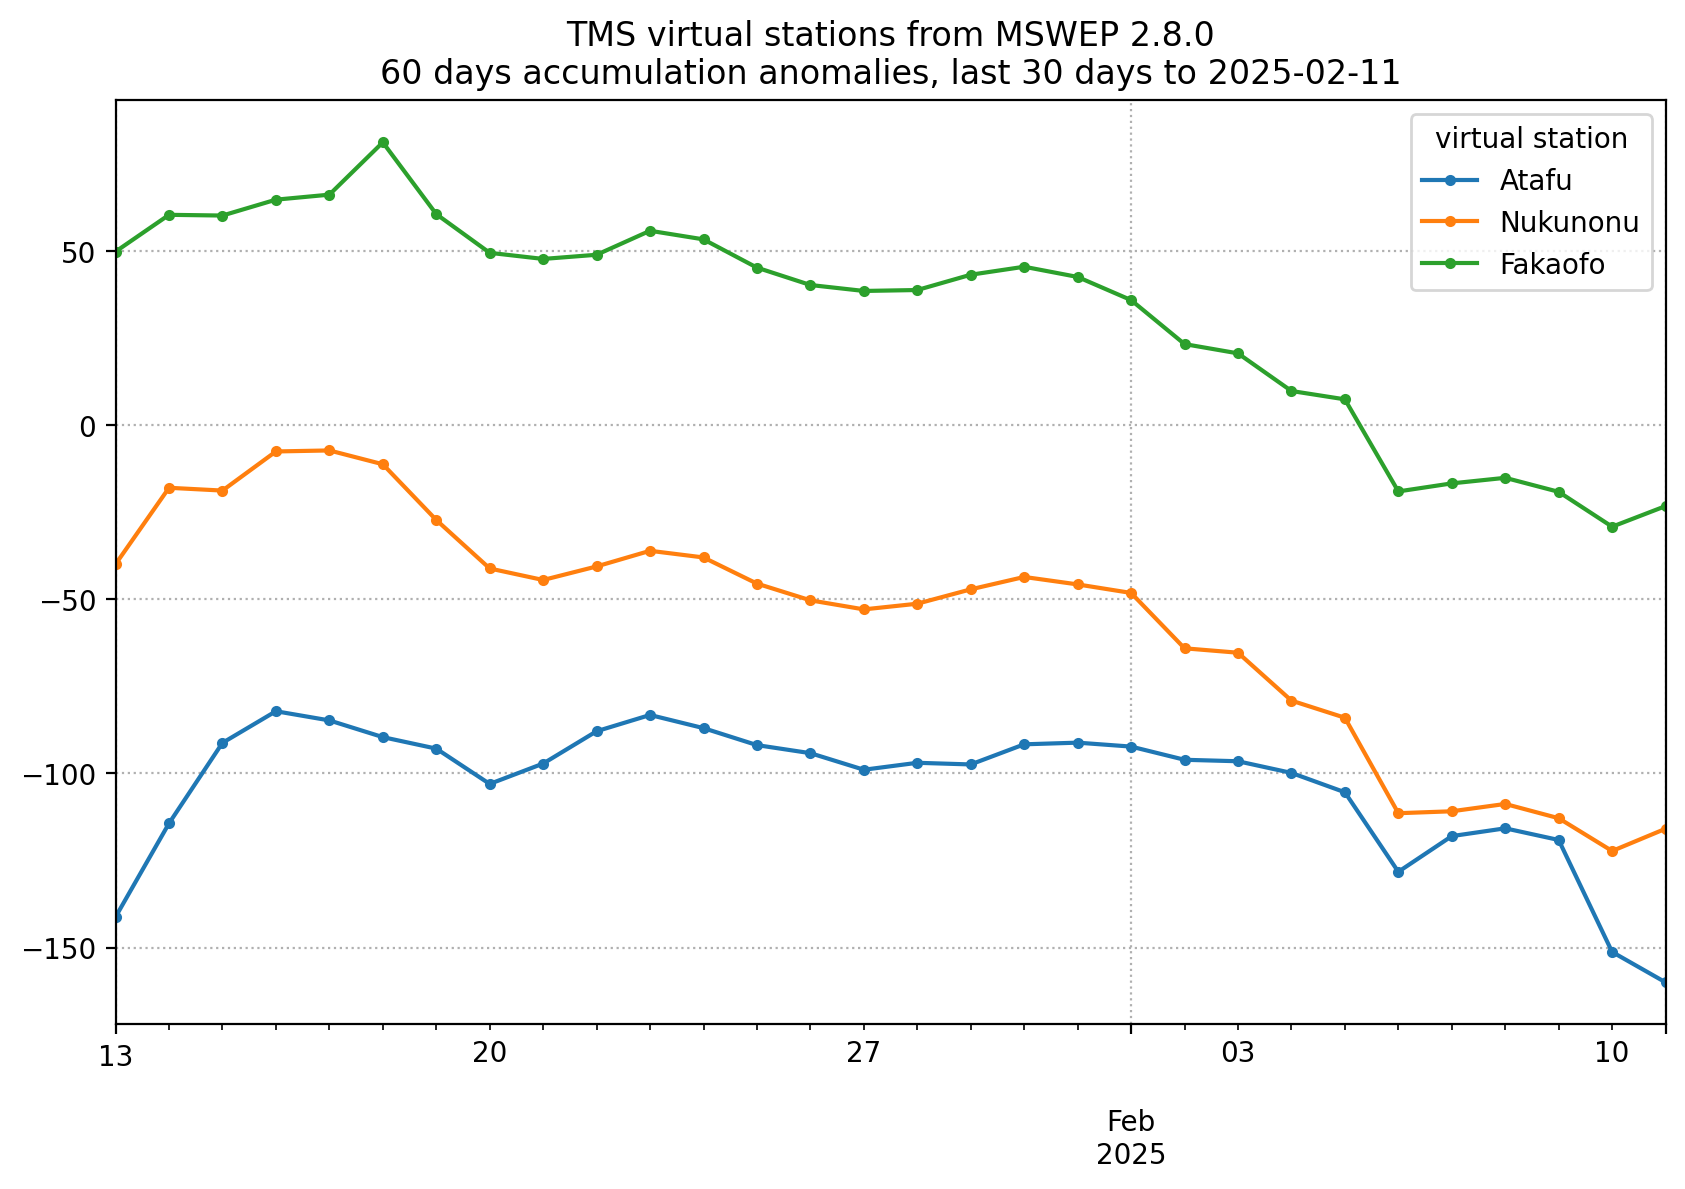 TMS virtual stations from MSWEP 2.8.0
60 days accumulation anomalies, last 30 days to 2025-02-11
virtual station
Atafu
Nukunonu
Fakaofo
50
0
−50
−100
−150
13
20
27
03
10
Feb
2025